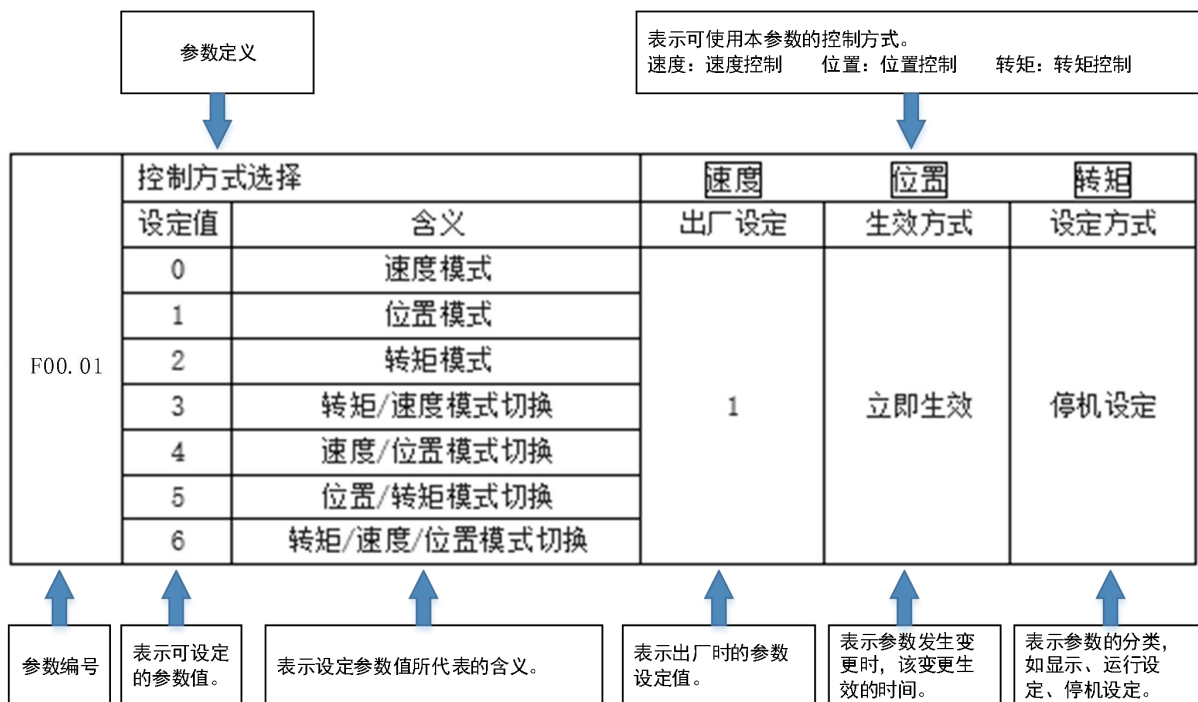 参数定义
表示可使用本参数的控制方式。
速度：速度控制 位置：位置控制 转矩：转矩控制
控制方式选择 速度 位置 转矩
设定值 含义 出厂设定 生效方式 设定方式
0 速度模式
1 位置模式
2 转矩模式
F00.01
3 转矩/速度模式切换 1 立即生效 停机设定
4 速度/位置模式切换
5 位置/转矩模式切换
6 转矩/速度/位置模式切换
参数编号
表示可设定
的参数值。
表示设定参数值所代表的含义。
表示出厂时的参数
设定值。
表示参数发生变
更时，该变更生
效的时间。
表示参数的分类，
如显示、运行设
定、停机设定。